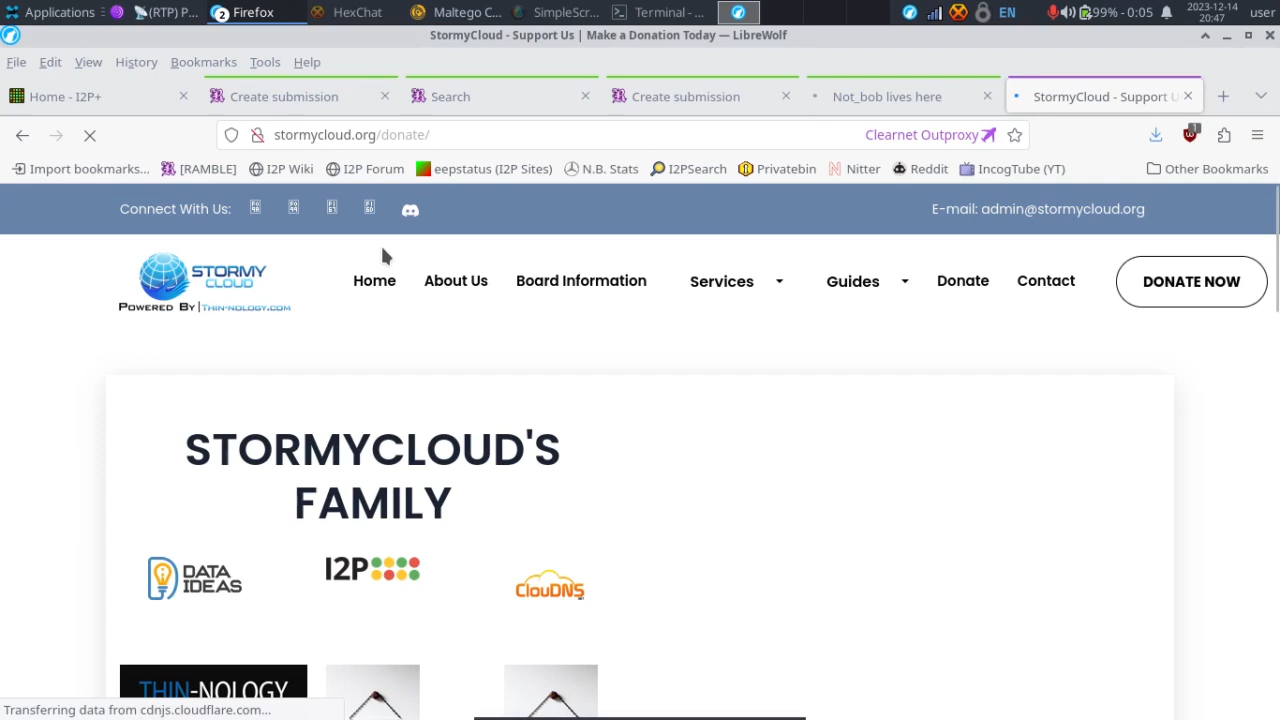 Applications (RTP) P... 2 Firefox HexChat Maltego C... SimpleScr... Terminal - ... EN 99% - 0:05 2023-12-14 20:47 user
StormyCloud - Support Us | Make a Donation Today — LibreWolf
File Edit View History Bookmarks Tools Help
Home - I2P+ Create submission Search Create submission Not_bob lives here StormyCloud - Support U
stormycloud.org/donate/ Clearnet Outproxy 1
Import bookmarks... [RAMBLE] I2P Wiki I2P Forum eepstatus (I2P Sites) N.B. Stats I2PSearch Privatebin Nitter Reddit IncogTube (YT) Other Bookmarks
Connect With Us: E-mail: admin@stormycloud.org
STORMY CLOUD
POWERED BY | THIN-NOLOGY.COM
Home About Us Board Information Services Guides Donate Contact DONATE NOW
STORMYCLOUD'S
FAMILY
DATA IDEAS I2P ClouDNS
THIN-NOLOGY
Transferring data from cdnjs.cloudflare.com...